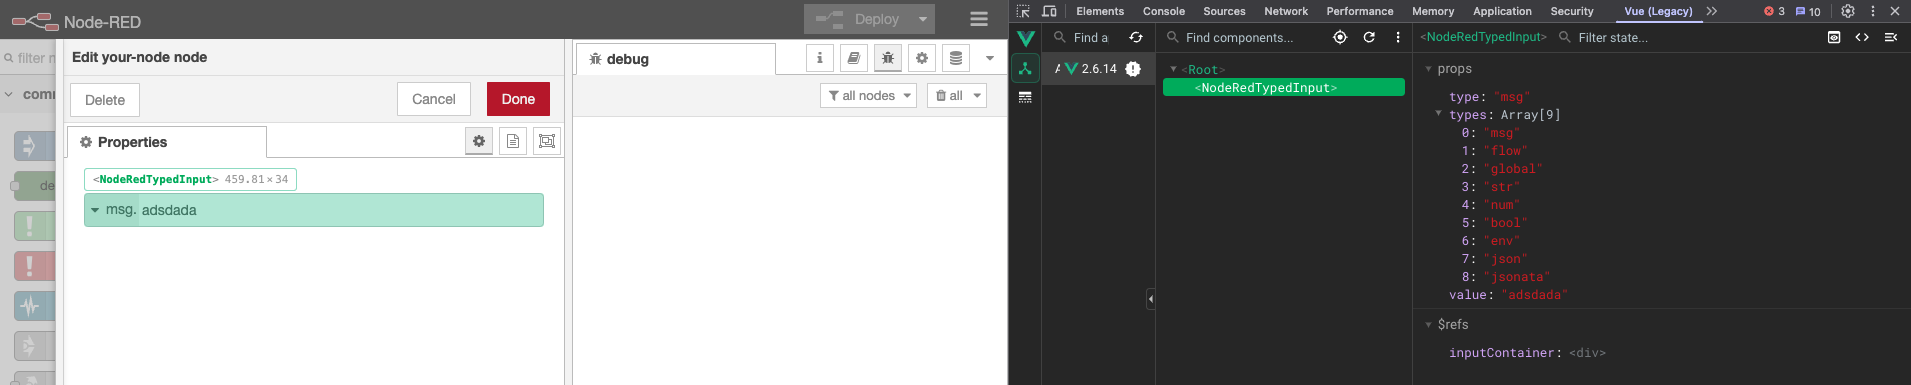 Node-RED
Deploy
filter n
comm
de
Edit your-node node
Delete
Cancel
Done
Properties
<NodeRedTypedInput> 459.81 × 34
msg. adsdada
debug
i
all nodes
all
Elements
Console
Sources
Network
Performance
Memory
Application
Security
Vue (Legacy)
3
10
Find a
2.6.14
Find components...
<Root>
<NodeRedTypedInput>
<NodeRedTypedInput>
Filter state...
props
type: "msg"
types: Array[9]
0: "msg"
1: "flow"
2: "global"
3: "str"
4: "num"
5: "bool"
6: "env"
7: "json"
8: "jsonata"
value: "adsdada"
$refs
inputContainer: <div>